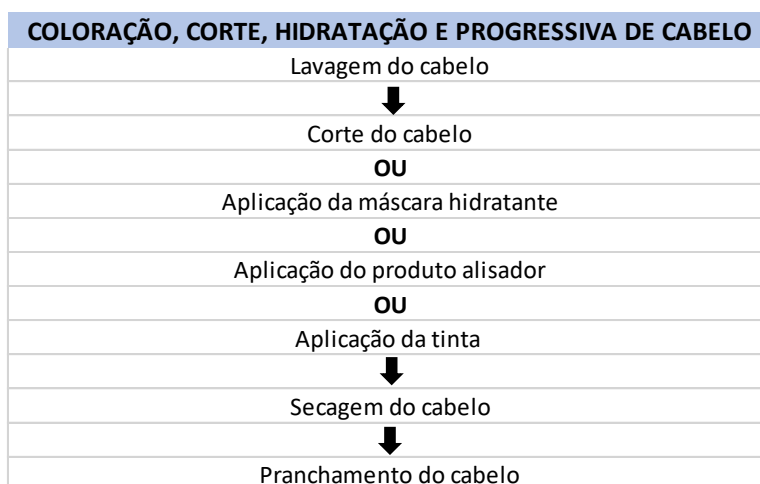 COLORAÇÃO, CORTE, HIDRATAÇÃO E PROGRESSIVA DE CABELO
Lavagem do cabelo
Corte do cabelo
OU
Aplicação da máscara hidratante
OU
Aplicação do produto alisador
OU
Aplicação da tinta
Secagem do cabelo
Pranchamento do cabelo